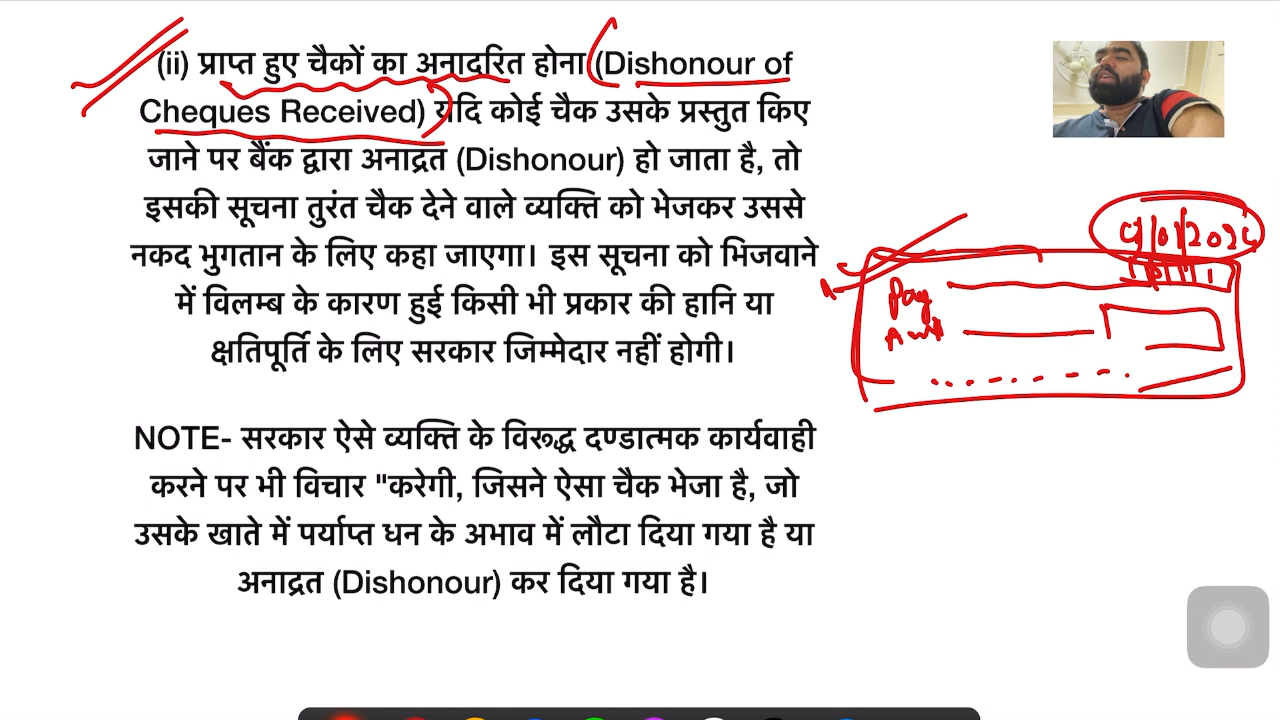 (ii) प्राप्त हुए चैकों का अनादरित होना (Dishonour of
Cheques Received) यदि कोई चैक उसके प्रस्तुत किए
जाने पर बैंक द्वारा अनाद्रत (Dishonour) हो जाता है, तो
इसकी सूचना तुरंत चैक देने वाले व्यक्ति को भेजकर उससे
नकद भुगतान के लिए कहा जाएगा। इस सूचना को भिजवाने
में विलम्ब के कारण हुई किसी भी प्रकार की हानि या
क्षतिपूर्ति के लिए सरकार जिम्मेदार नहीं होगी।
Pay
NOTE- सरकार ऐसे व्यक्ति के विरूद्ध दण्डात्मक कार्यवाही
करने पर भी विचार "करेगी, जिसने ऐसा चैक भेजा है, जो
उसके खाते में पर्याप्त धन के अभाव में लौटा दिया गया है या
अनाद्रत (Dishonour) कर दिया गया है।